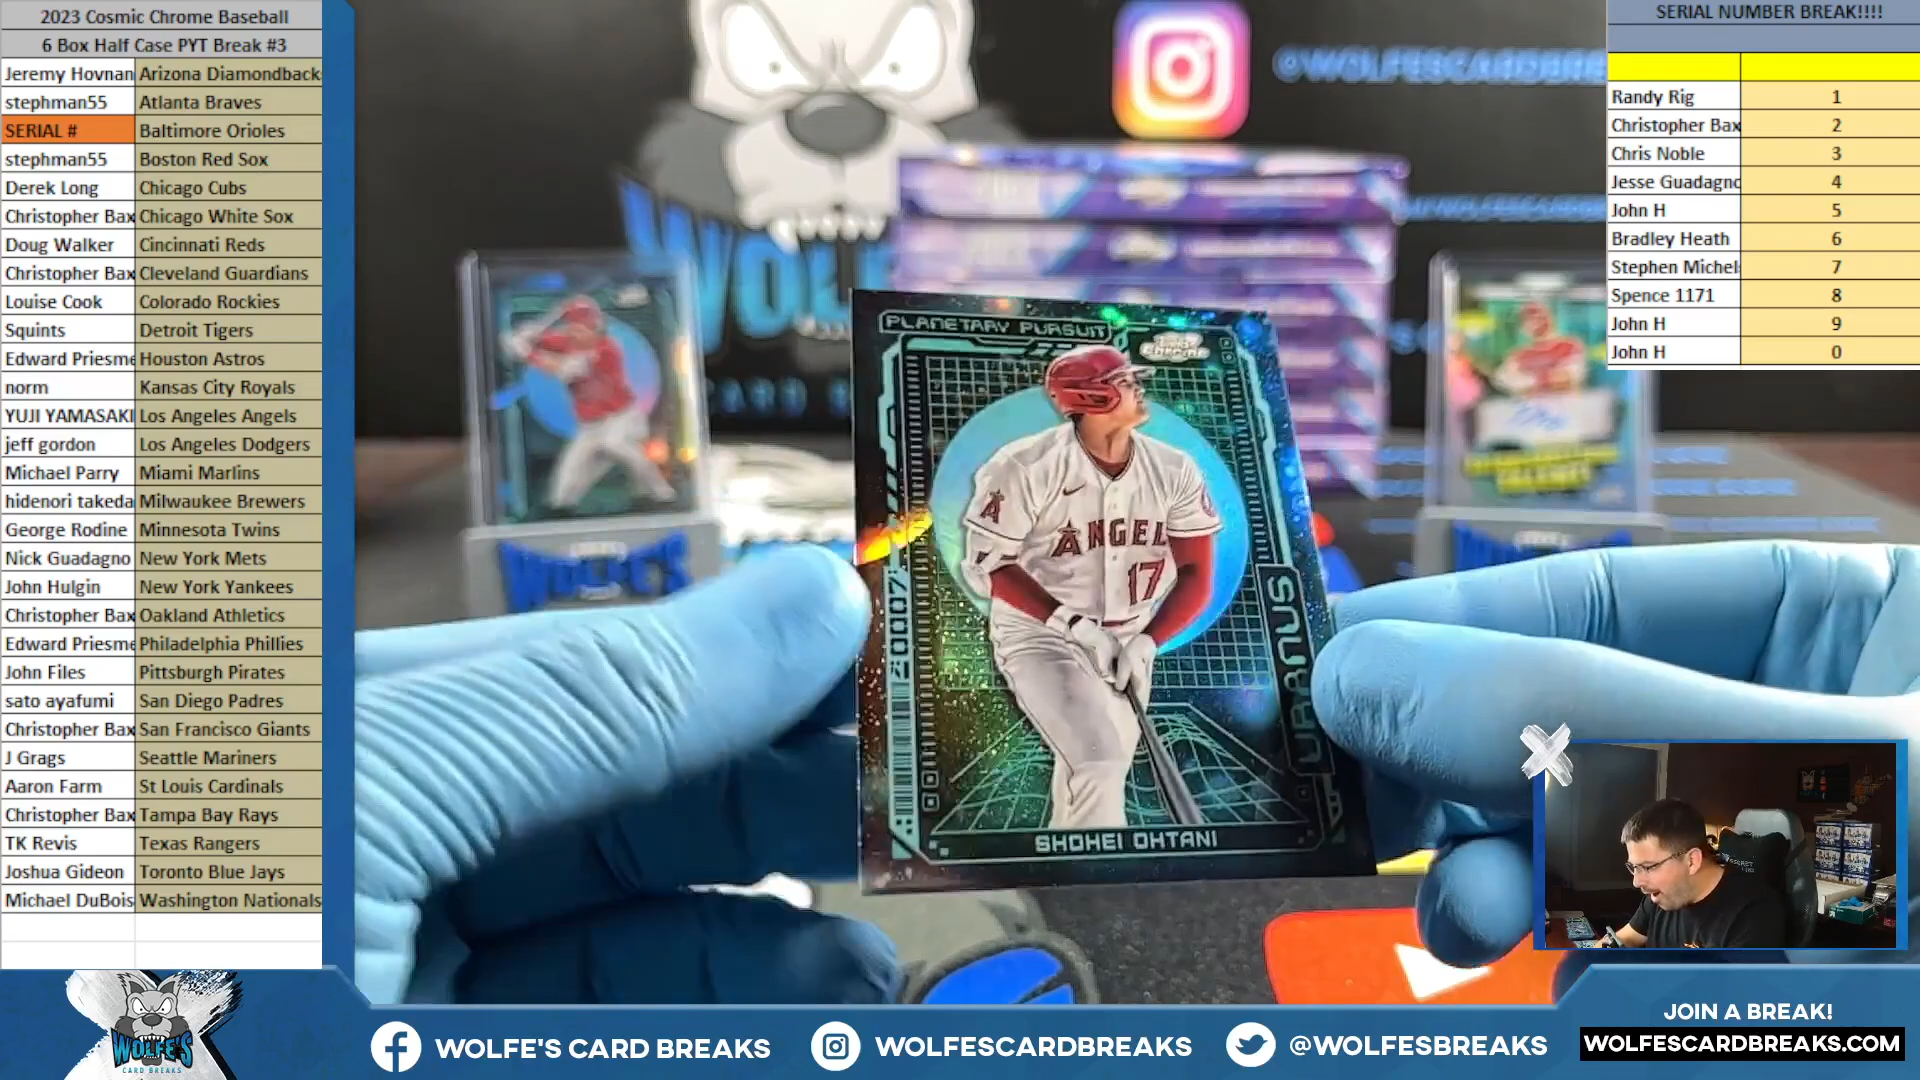 2023 Cosmic Chrome Baseball
6 Box Half Case PYT Break #3
Jeremy Hovnan Arizona Diamondback
stephman55 Atlanta Braves
SERIAL # Baltimore Orioles
stephman55 Boston Red Sox
Derek Long Chicago Cubs
Christopher Bax Chicago White Sox
Doug Walker Cincinnati Reds
Christopher Bax Cleveland Guardians
Louise Cook Colorado Rockies
Squints Detroit Tigers
Edward Priesme Houston Astros
norm Kansas City Royals
YUJI YAMASAKI Los Angeles Angels
jeff gordon Los Angeles Dodgers
Michael Parry Miami Marlins
hidenori takeda Milwaukee Brewers
George Rodine Minnesota Twins
Nick Guadagno New York Mets
John Hulgin New York Yankees
Christopher Bax Oakland Athletics
Edward Priesme Philadelphia Phillies
John Files Pittsburgh Pirates
sato ayafumi San Diego Padres
Christopher Bax San Francisco Giants
J Grags Seattle Mariners
Aaron Farm St Louis Cardinals
Christopher Bax Tampa Bay Rays
TK Revis Texas Rangers
Joshua Gideon Toronto Blue Jays
Michael DuBois Washington Nationals
SERIAL NUMBER BREAK!!!!
Randy Rig 1
Christopher Bax 2
Chris Noble 3
Jesse Guadagno 4
John H 5
Bradley Heath 6
Stephen Michel 7
Spence 1171 8
John H 9
John H 0
@WOLFESCARDBRE
PLANETARY PURSUIT
Chrome
ANGEL
17
URANUS
SHOHEI OHTANI
WOLFE'S
WOLFE'S
CARD BREAKS
WOLFE'S CARD BREAKS
WOLFESCARDBREAKS
@WOLFESBREAKS
JOIN A BREAK!
WOLFESCARDBREAKS.COM